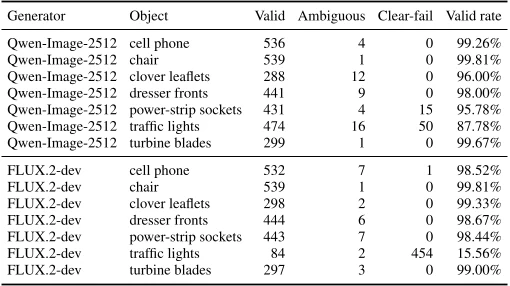 Generator Object Valid Ambiguous Clear-fail Valid rate
Qwen-Image-2512 cell phone 536 4 0 99.26%
Qwen-Image-2512 chair 539 1 0 99.81%
Qwen-Image-2512 clover leaflets 288 12 0 96.00%
Qwen-Image-2512 dresser fronts 441 9 0 98.00%
Qwen-Image-2512 power-strip sockets 431 4 15 95.78%
Qwen-Image-2512 traffic lights 474 16 50 87.78%
Qwen-Image-2512 turbine blades 299 1 0 99.67%
FLUX.2-dev cell phone 532 7 1 98.52%
FLUX.2-dev chair 539 1 0 99.81%
FLUX.2-dev clover leaflets 298 2 0 99.33%
FLUX.2-dev dresser fronts 444 6 0 98.67%
FLUX.2-dev power-strip sockets 443 7 0 98.44%
FLUX.2-dev traffic lights 84 2 454 15.56%
FLUX.2-dev turbine blades 297 3 0 99.00%